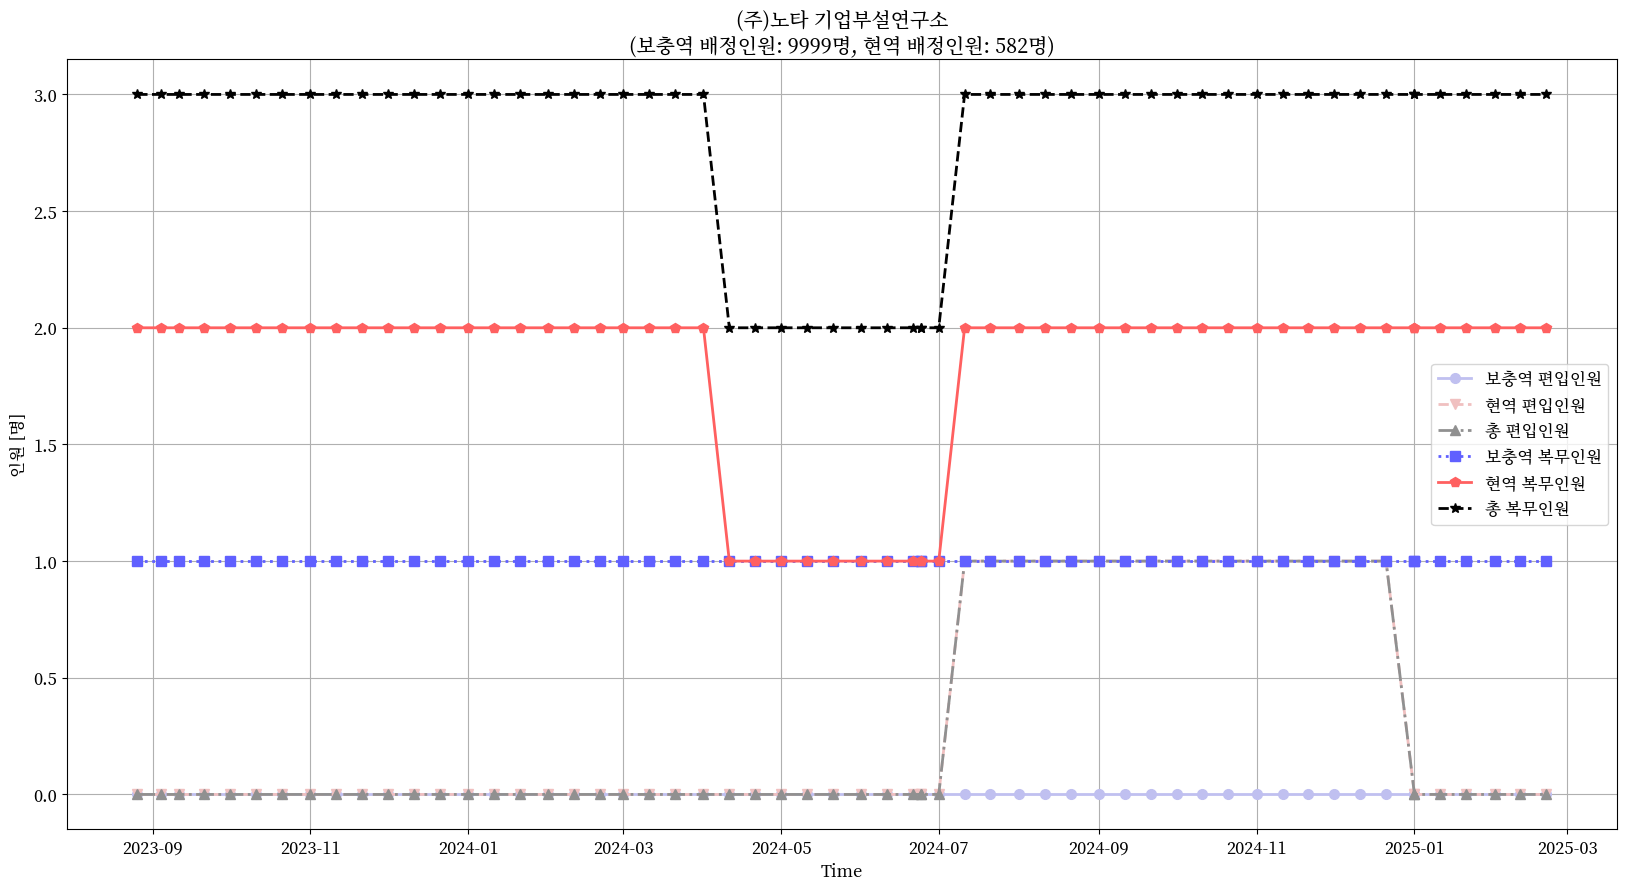 (주)노타 기업부설연구소
(보충역 배정인원: 9999명, 현역 배정인원: 582명)
3.0
2.5
2.0
1.5
1.0
0.5
0.0
인원 [명]
보충역 편입인원
현역 편입인원
총 편입인원
보충역 복무인원
현역 복무인원
총 복무인원
2023-09
2023-11
2024-01
2024-03
2024-05
2024-07
2024-09
2024-11
2025-01
2025-03
Time